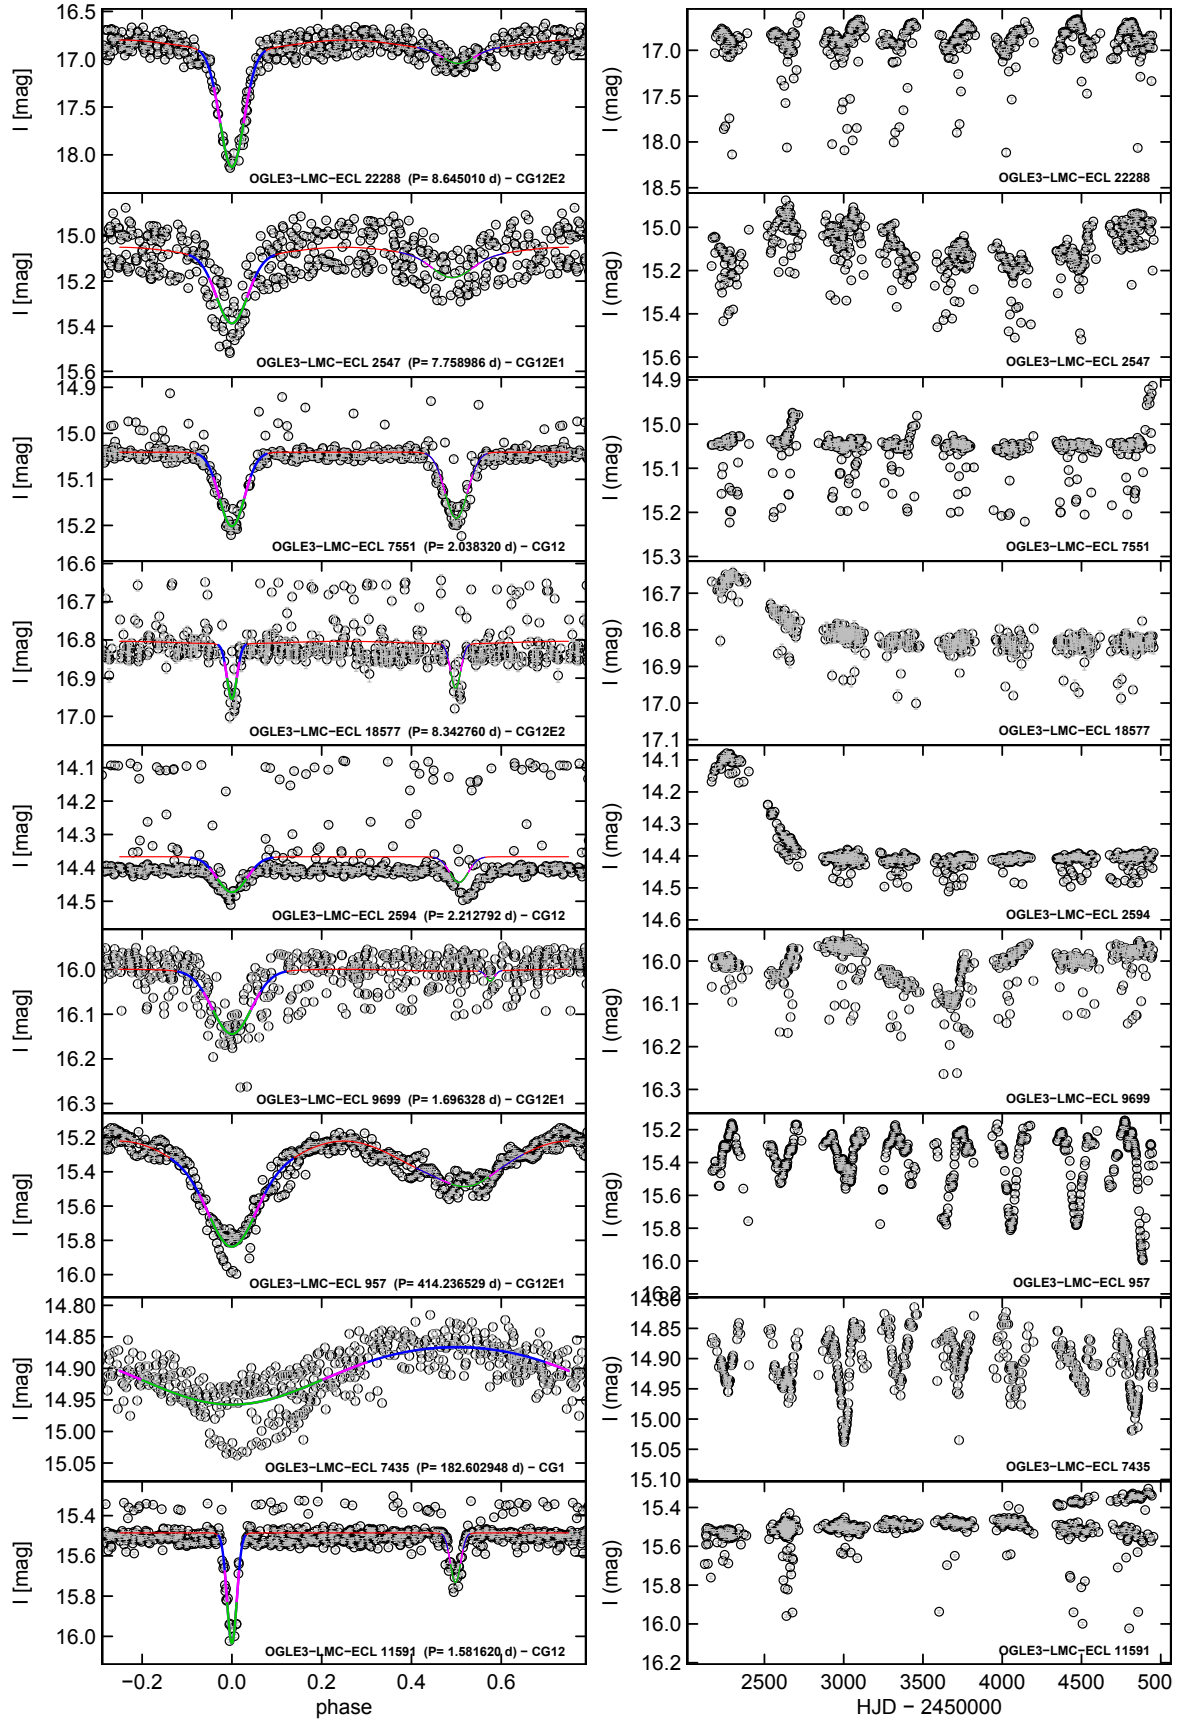 I [mag]
16.5
17.0
17.5
18.0
OGLE3−LMC−ECL 22288 (P= 8.645010 d) − CG12E2
I (mag)
17.0
17.5
18.0
18.5
OGLE3−LMC−ECL 22288
I [mag]
15.0
15.2
15.4
15.6
OGLE3−LMC−ECL 2547 (P= 7.758986 d) − CG12E1
I (mag)
15.0
15.2
15.4
15.6
OGLE3−LMC−ECL 2547
I [mag]
14.9
15.0
15.1
15.2
OGLE3−LMC−ECL 7551 (P= 2.038320 d) − CG12
I (mag)
14.9
15.0
15.1
15.2
15.3
OGLE3−LMC−ECL 7551
I [mag]
16.6
16.7
16.8
16.9
17.0
OGLE3−LMC−ECL 18577 (P= 8.342760 d) − CG12E2
I (mag)
16.7
16.8
16.9
17.0
17.1
OGLE3−LMC−ECL 18577
I [mag]
14.1
14.2
14.3
14.4
14.5
OGLE3−LMC−ECL 2594 (P= 2.212792 d) − CG12
I (mag)
14.1
14.2
14.3
14.4
14.5
14.6
OGLE3−LMC−ECL 2594
I [mag]
16.0
16.1
16.2
16.3
OGLE3−LMC−ECL 9699 (P= 1.696328 d) − CG12E1
I (mag)
16.0
16.1
16.2
16.3
OGLE3−LMC−ECL 9699
I [mag]
15.2
15.4
15.6
15.8
16.0
OGLE3−LMC−ECL 957 (P= 414.236529 d) − CG12E1
I (mag)
15.2
15.4
15.6
15.8
16.0
16.2
OGLE3−LMC−ECL 957
I [mag]
14.80
14.85
14.90
14.95
15.00
15.05
OGLE3−LMC−ECL 7435 (P= 182.602948 d) − CG1
I (mag)
14.80
14.85
14.90
14.95
15.00
15.05
15.10
OGLE3−LMC−ECL 7435
I [mag]
15.4
15.6
15.8
16.0
OGLE3−LMC−ECL 11591 (P= 1.581620 d) − CG12
I (mag)
15.4
15.6
15.8
16.0
16.2
OGLE3−LMC−ECL 11591
−0.2 0.0 0.2 0.4 0.6
phase
2500 3000 3500 4000 4500 500
HJD − 2450000